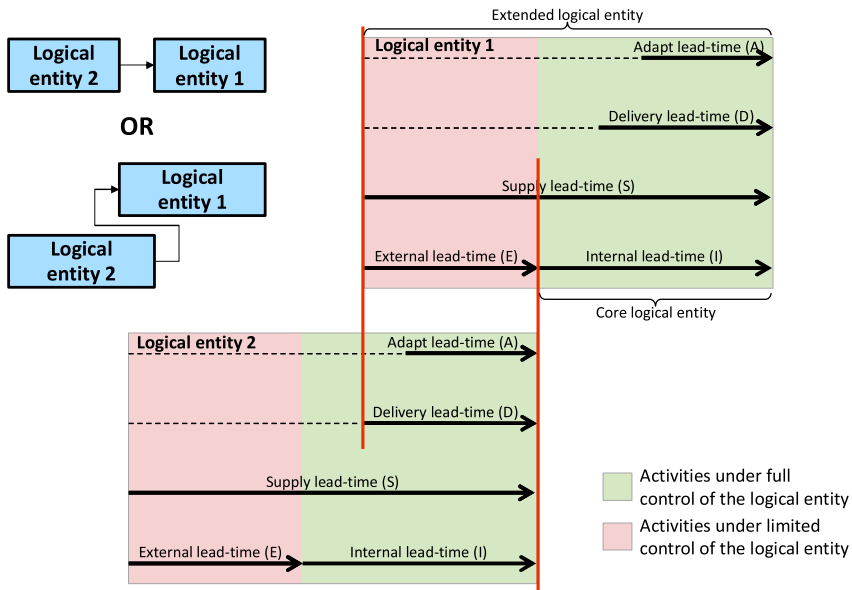 Extended logical entity
Logical
entity 2
Logical
entity 1
OR
Logical
entity 1
Logical
entity 2
Logical entity 1
Adapt lead-time (A)
Delivery lead-time (D)
Supply lead-time (S)
External lead-time (E)
Internal lead-time (I)
Core logical entity
Logical entity 2
Adapt lead-time (A)
Delivery lead-time (D)
Supply lead-time (S)
External lead-time (E)
Internal lead-time (I)
Activities under full
control of the logical entity
Activities under limited
control of the logical entity